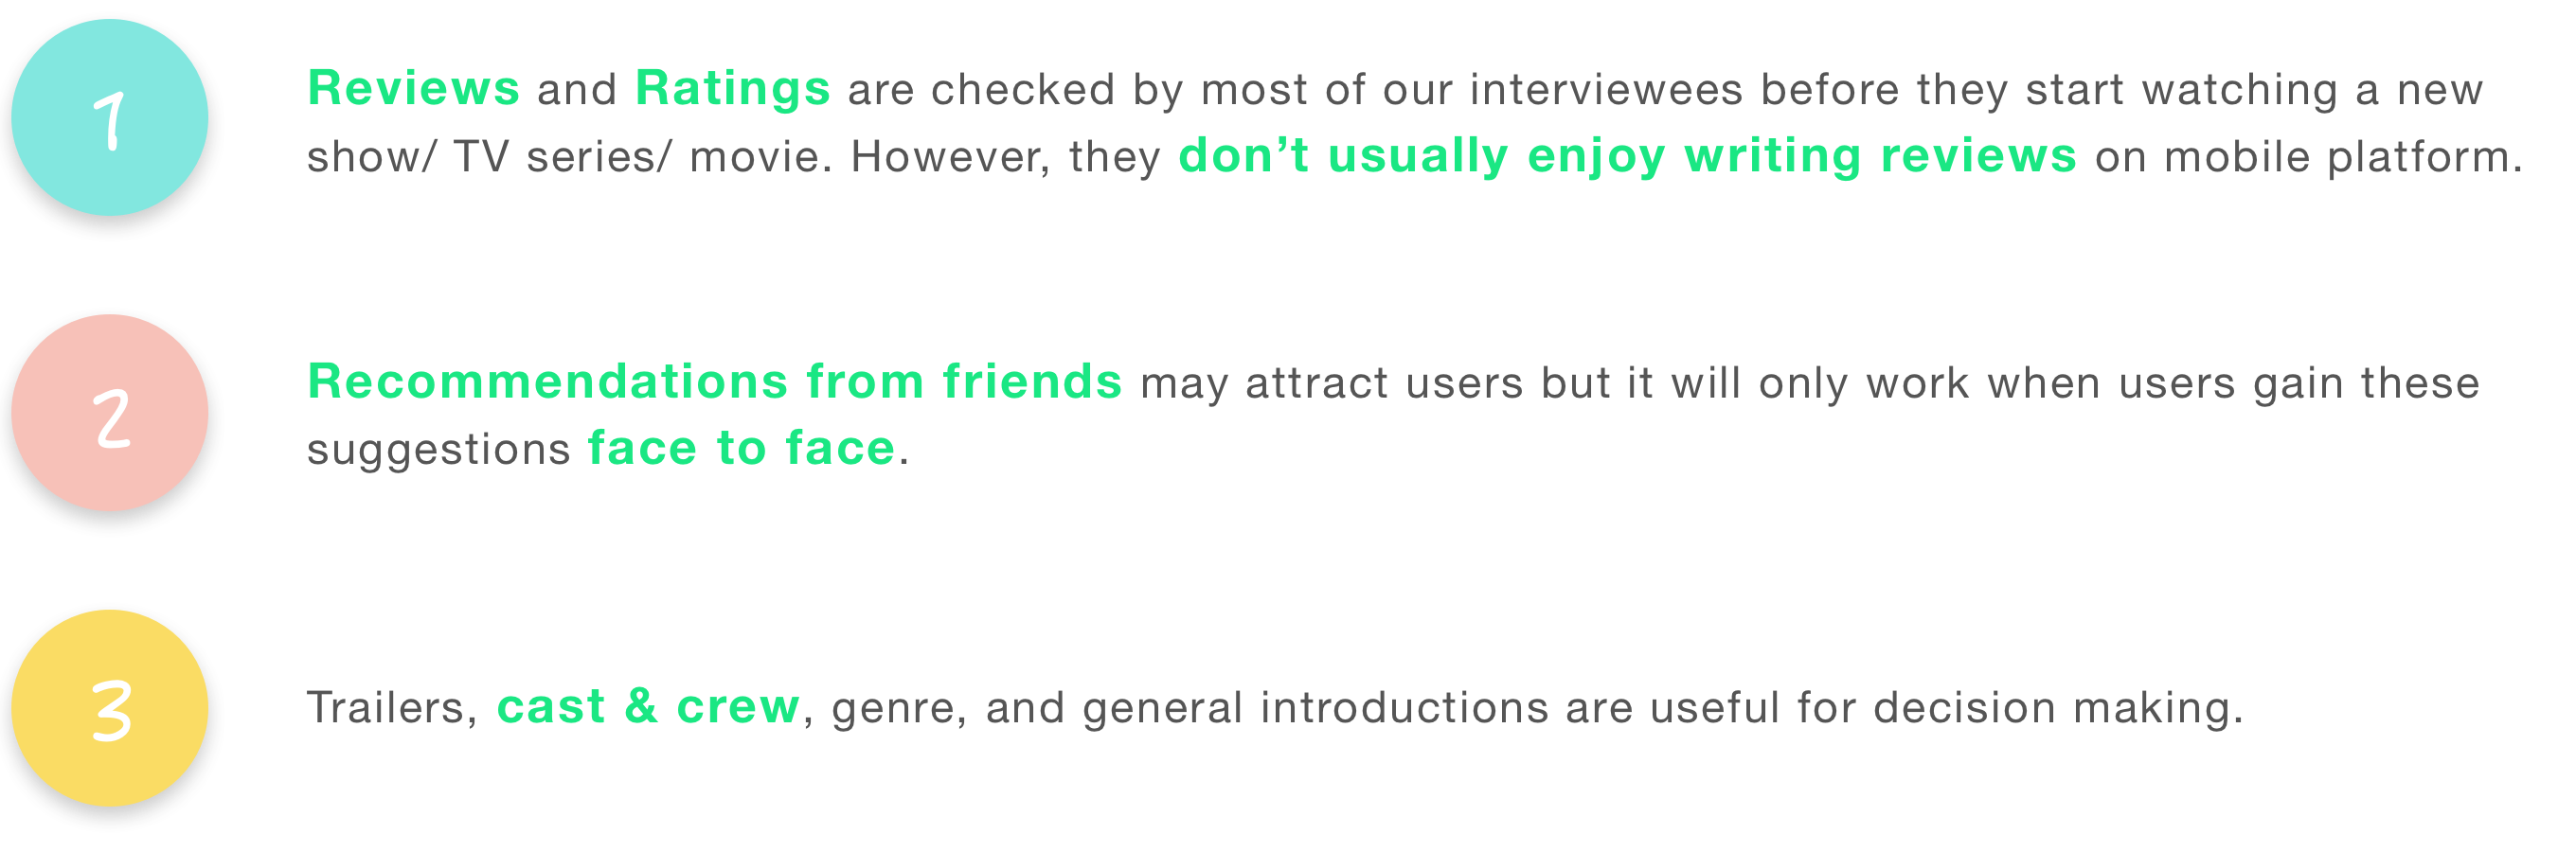 1
Reviews and Ratings are checked by most of our interviewees before they start watching a new
show/ TV series/ movie. However, they don’t usually enjoy writing reviews on mobile platform.
2
Recommendations from friends may attract users but it will only work when users gain these
suggestions face to face.
3
Trailers, cast & crew, genre, and general introductions are useful for decision making.